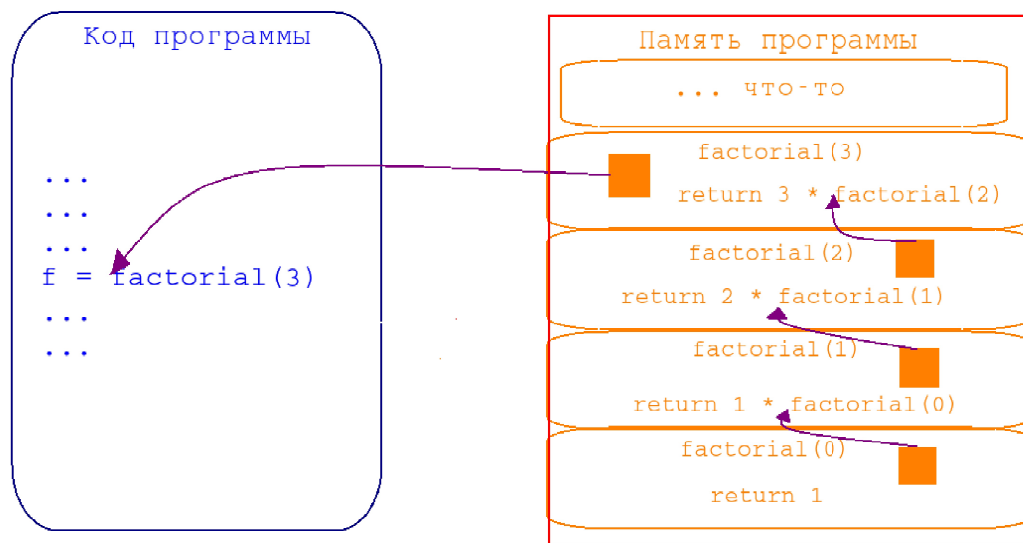 Код программы
...
...
...
f = factorial(3)
...
...
Память программы
... что-то
factorial(3)
return 3 * factorial(2)
factorial(2)
return 2 * factorial(1)
factorial(1)
return 1 * factorial(0)
factorial(0)
return 1